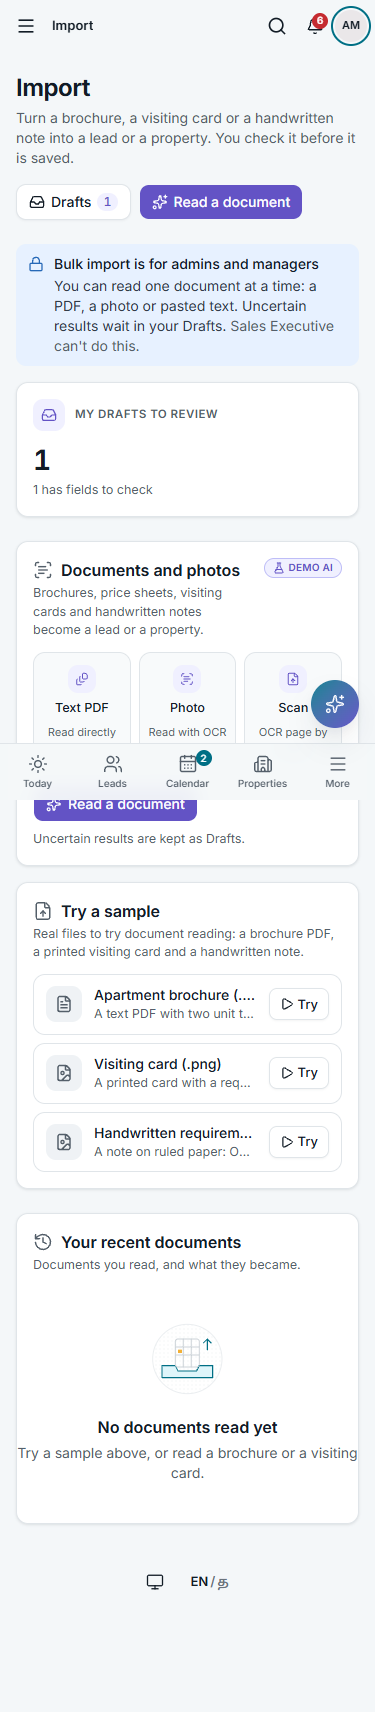 Import
6
AM
Import
Turn a brochure, a visiting card or a handwritten
note into a lead or a property. You check it before it
is saved.
Drafts 1
Read a document
Bulk import is for admins and managers
You can read one document at a time: a
PDF, a photo or pasted text. Uncertain
results wait in your Drafts. Sales Executive
can't do this.
MY DRAFTS TO REVIEW
1
1 has fields to check
Documents and photos
DEMO AI
Brochures, price sheets, visiting
cards and handwritten notes
become a lead or a property.
Text PDF
Read directly
Photo
Read with OCR
Scan
OCR page by
Today
Leads
Calendar
2
Properties
More
Read a document
Uncertain results are kept as Drafts.
Try a sample
Real files to try document reading: a brochure PDF,
a printed visiting card and a handwritten note.
Apartment brochure (....
A text PDF with two unit t...
Try
Visiting card (.png)
A printed card with a req...
Try
Handwritten requirem...
A note on ruled paper: O...
Try
Your recent documents
Documents you read, and what they became.
No documents read yet
Try a sample above, or read a brochure or a visiting
card.
EN / த